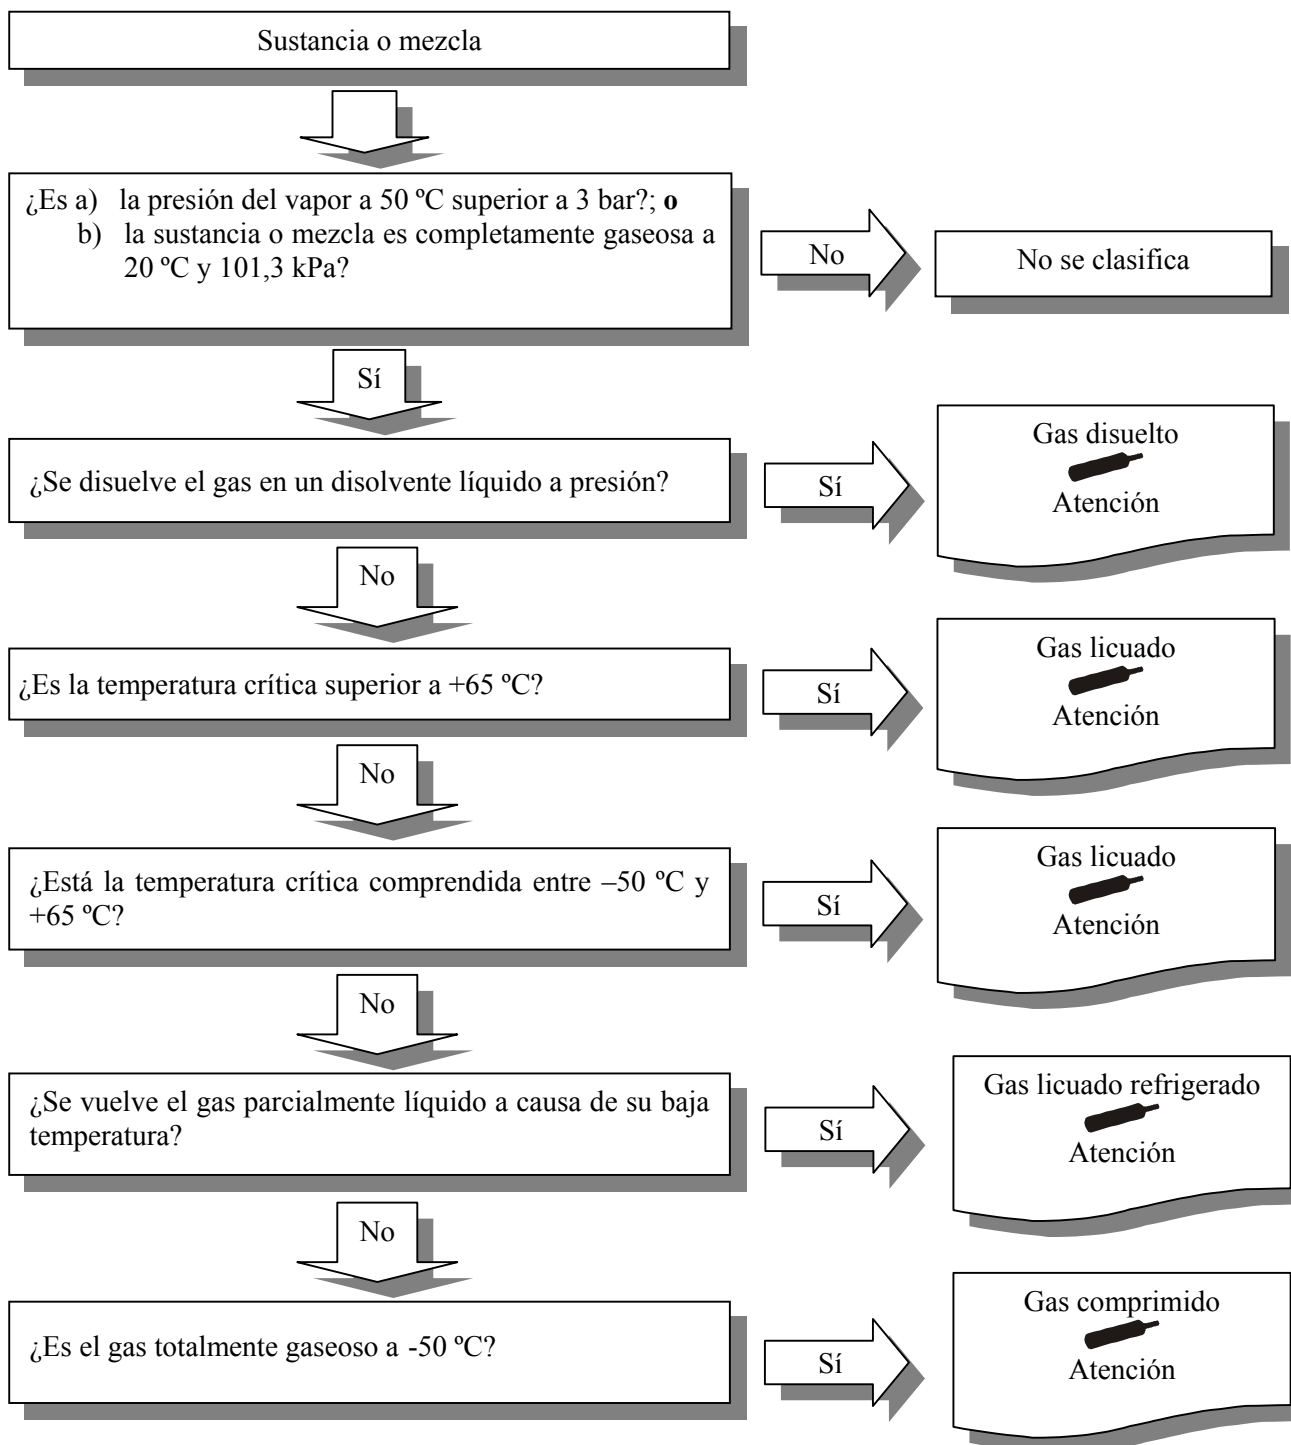 Sustancia o mezcla
¿Es a) la presión del vapor a 50 ºC superior a 3 bar?; o
b) la sustancia o mezcla es completamente gaseosa a
20 ºC y 101,3 kPa?
No
No se clasifica
Sí
¿Se disuelve el gas en un disolvente líquido a presión?
Sí
Gas disuelto
Atención
No
¿Es la temperatura crítica superior a +65 ºC?
Sí
Gas licuado
Atención
No
¿Está la temperatura crítica comprendida entre –50 ºC y
+65 ºC?
Sí
Gas licuado
Atención
No
¿Se vuelve el gas parcialmente líquido a causa de su baja
temperatura?
Sí
Gas licuado refrigerado
Atención
No
¿Es el gas totalmente gaseoso a -50 ºC?
Sí
Gas comprimido
Atención